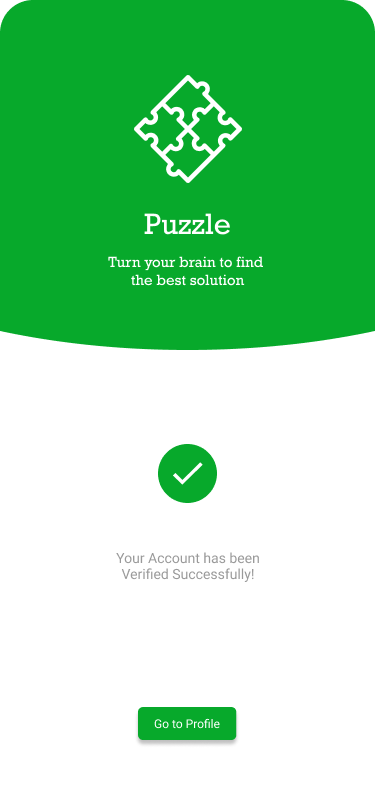 Puzzle
Turn your brain to find
the best solution
Your Account has been
Verified Successfully!
Go to Profile